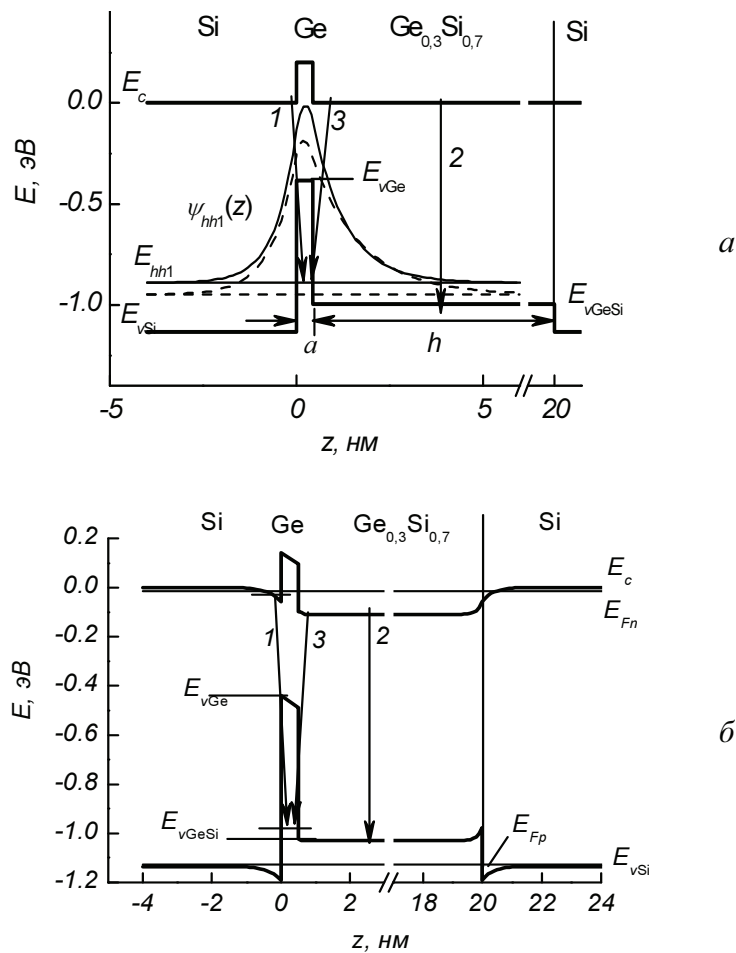 Si Ge Ge0,3Si0,7 Si
Ec
0.0
1 3
2
EvGe
-0.5
ψhh1(z)
E, эВ
а
Ehh1
-1.0
EvSi
EvGeSi
a h
-5 0 5 20
z, нм
Si Ge Ge0,3Si0,7 Si
0.2
Ec
0.0
EFn
1 3 2
-0.2
-0.4
EvGe
E, эВ
б
-0.6
-0.8
EvGeSi
EFp
-1.0
EvSi
-1.2
-4 -2 0 2 18 20 22 24
z, нм